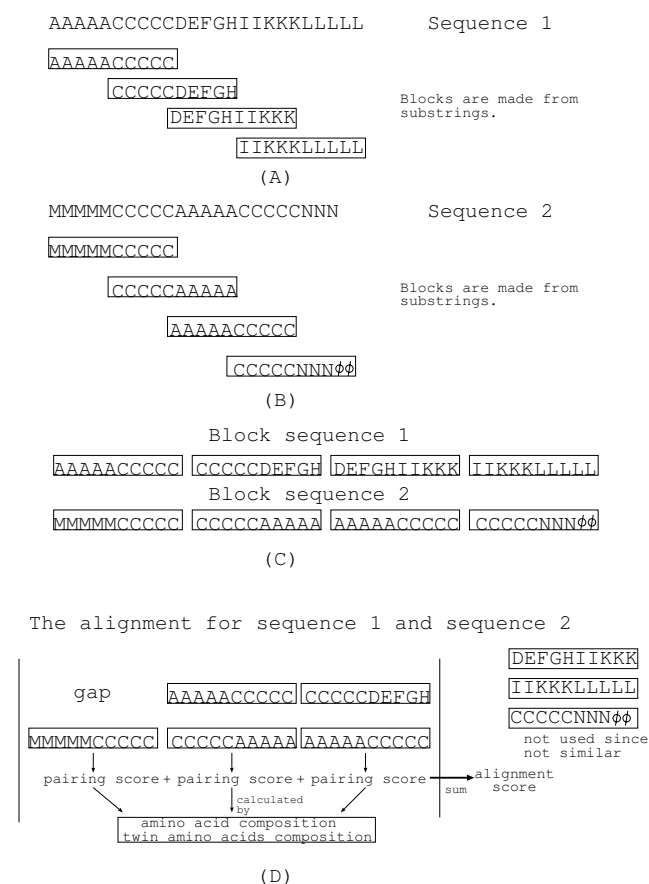 AAAAACCCCCDEFGHIIKKKLLLLL Sequence 1
AAAAACCCCC
CCCCCDEFGH
DEFGHIIKKK
IIKKKLLLLL
Blocks are made from
substrings.
(A)
MMMMMCCCCCAAAAACCCCCNNN Sequence 2
MMMMMCCCCC
CCCCCAAAAA
Blocks are made from
substrings.
AAAAACCCCC
CCCCCNNNϕϕ
(B)
Block sequence 1
AAAAACCCCC CCCCCDEFGH DEFGHIIKKK IIKKKLLLLL
Block sequence 2
MMMMMCCCCC CCCCCAAAAA AAAAACCCCC CCCCCNNNϕϕ
(C)
The alignment for sequence 1 and sequence 2
gap AAAAACCCCC CCCCCDEFGH
MMMMMCCCCC CCCCCAAAAA AAAAACCCCC
pairing score + pairing score + pairing score
sum
alignment
score
calculated
by
amino acid composition
twin amino acids composition
DEFGHIIKKK
IIKKKLLLLL
CCCCCNNNϕϕ
not used since
not similar
(D)